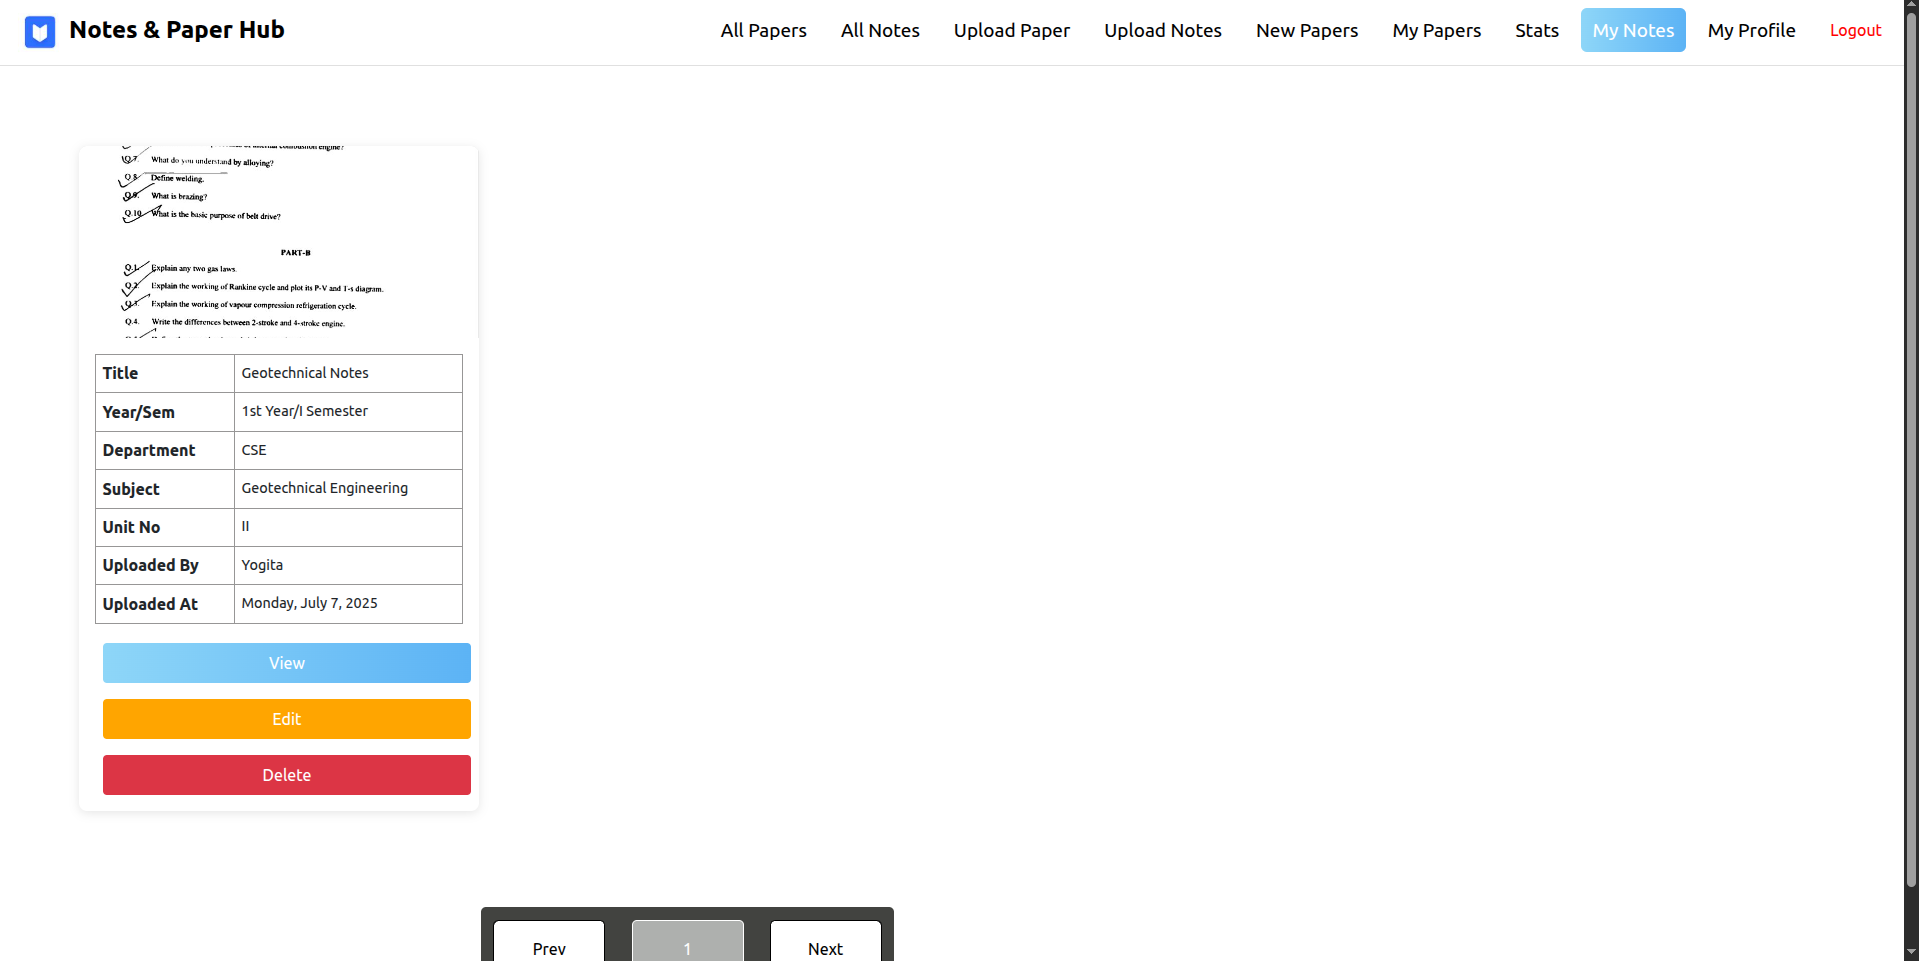 Notes & Paper Hub
All Papers All Notes Upload Paper Upload Notes New Papers My Papers Stats My Notes My Profile Logout
combustion engine?
Q.7. What do you understand by alloying?
Q.8. Define welding.
Q.9. What is brazing?
Q.10 What is the basic purpose of belt drive?
PART-B
Q.1. Explain any two gas laws.
Q.2. Explain the working of Rankine cycle and plot its P-V and T-s diagram.
Q.3. Explain the working of vapour compression refrigeration cycle.
Q.4. Write the differences between 2-stroke and 4-stroke engine.
Title Geotechnical Notes
Year/Sem 1st Year/I Semester
Department CSE
Subject Geotechnical Engineering
Unit No II
Uploaded By Yogita
Uploaded At Monday, July 7, 2025
View
Edit
Delete
Prev 1 Next